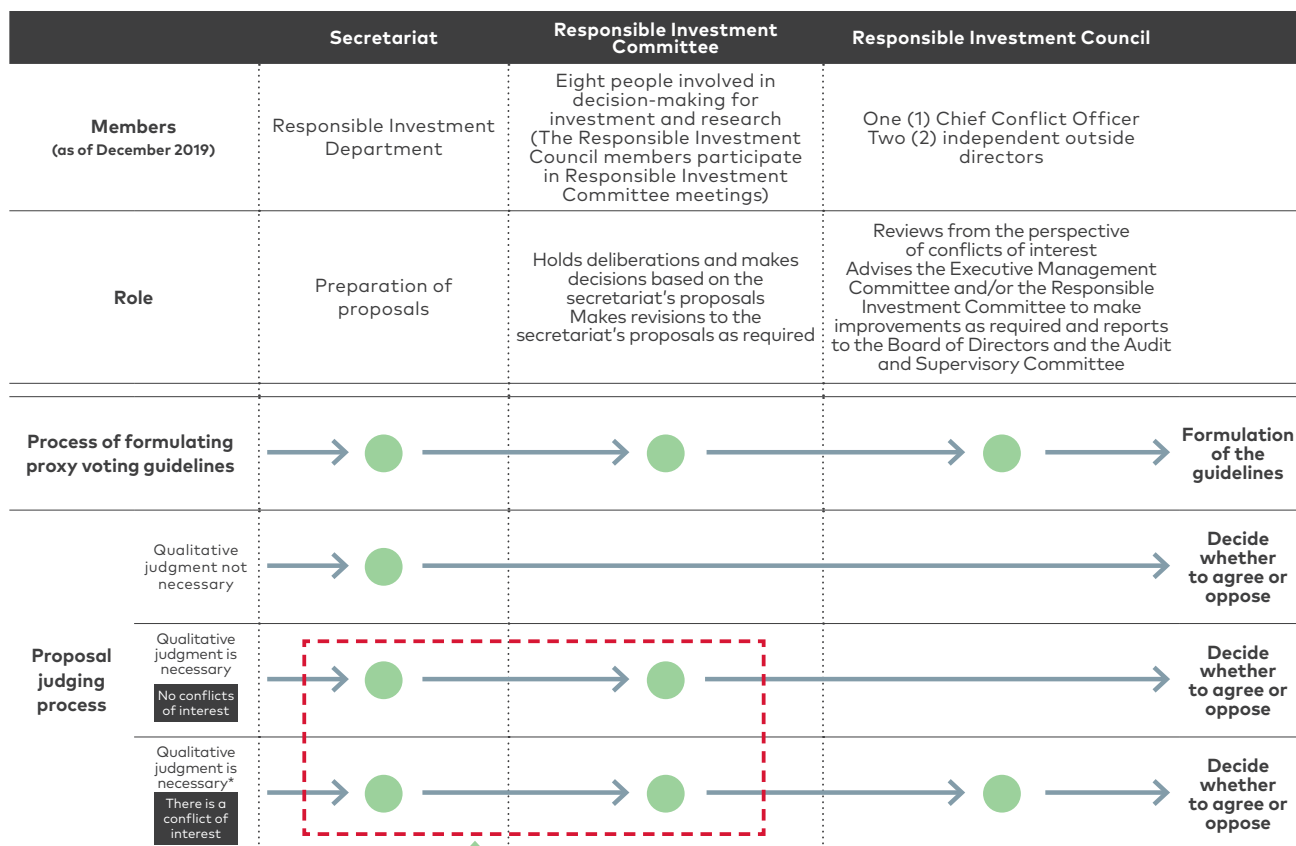 Secretariat
Responsible Investment
Committee
Responsible Investment Council
Members
(as of December 2019)
Responsible Investment
Department
Eight people involved in
decision-making for
investment and research
(The Responsible Investment
Council members participate
in Responsible Investment
Committee meetings)
One (1) Chief Conflict Officer
Two (2) independent outside
directors
Role
Preparation of
proposals
Holds deliberations and makes
decisions based on the
secretariat’s proposals
Makes revisions to the
secretariat’s proposals as required
Reviews from the perspective
of conflicts of interest
Advises the Executive Management
Committee and/or the Responsible
Investment Committee to make
improvements as required and reports
to the Board of Directors and the Audit
and Supervisory Committee
Process of formulating
proxy voting guidelines
Formulation
of the
guidelines
Proposal
judging
process
Qualitative
judgment not
necessary
Decide
whether
to agree or
oppose
Qualitative
judgment is
necessary
No conflicts
of interest
Decide
whether
to agree or
oppose
Qualitative
judgment is
necessary*
There is a
conflict of
interest
Decide
whether
to agree or
oppose